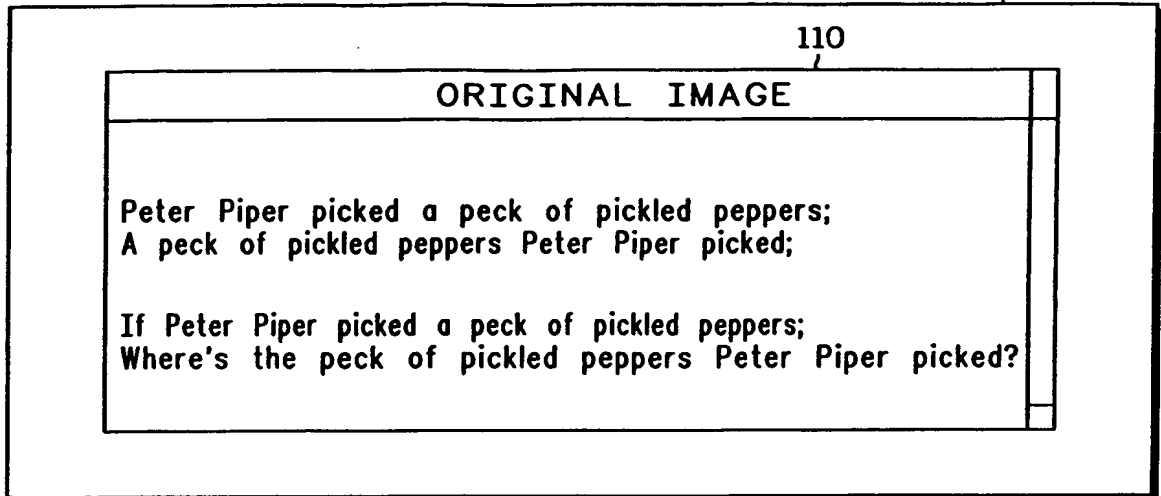 110
ORIGINAL IMAGE
Peter Piper picked a peck of pickled peppers;
A peck of pickled peppers Peter Piper picked;
If Peter Piper picked a peck of pickled peppers;
Where's the peck of pickled peppers Peter Piper picked?